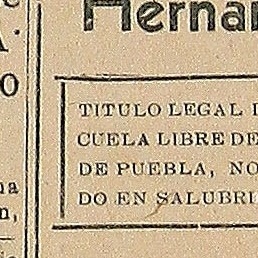 Hernan
TITULO LEGAL
CUELA LIBRE DE
DE PUEBLA, NO
DO EN SALUBRI